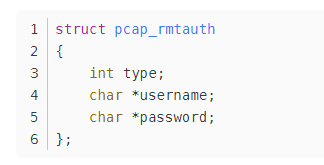 1 struct pcap_rmtauth
2 {
3     int type;
4     char *username;
5     char *password;
6 };